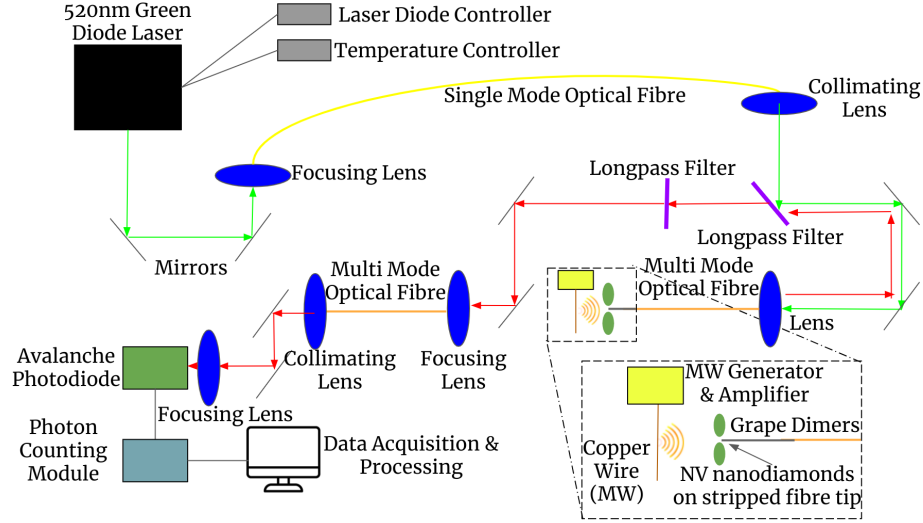 520nm Green
Diode Laser
Laser Diode Controller
Temperature Controller
Single Mode Optical Fibre
Collimating
Lens
Focusing Lens
Longpass Filter
Longpass Filter
Mirrors
Multi Mode
Optical Fibre
Multi Mode
Optical Fibre
Lens
Collimating
Lens
Focusing
Lens
Avalanche
Photodiode
Focusing Lens
Photon
Counting
Module
Data Acquisition &
Processing
MW Generator
& Amplifier
Grape Dimers
Copper
Wire
(MW)
NV nanodiamonds
on stripped fibre tip